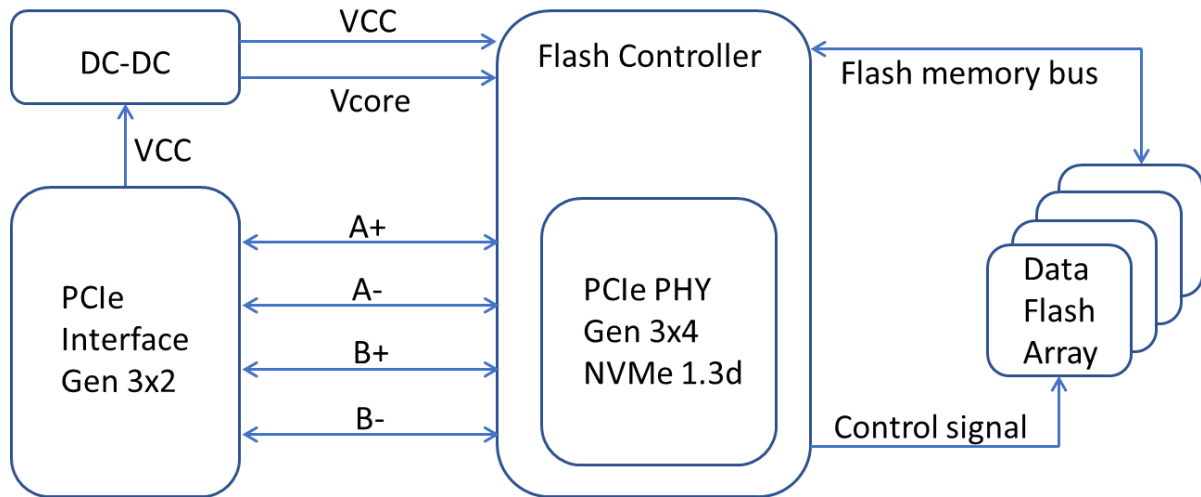 VCC
DC-DC
Flash Controller
Flash memory bus
Vcore
VCC
A+
PCIe
Interface
Gen 3x2
A-
B+
B-
PCIe PHY
Gen 3x4
NVMe 1.3d
Data
Flash
Array
Control signal